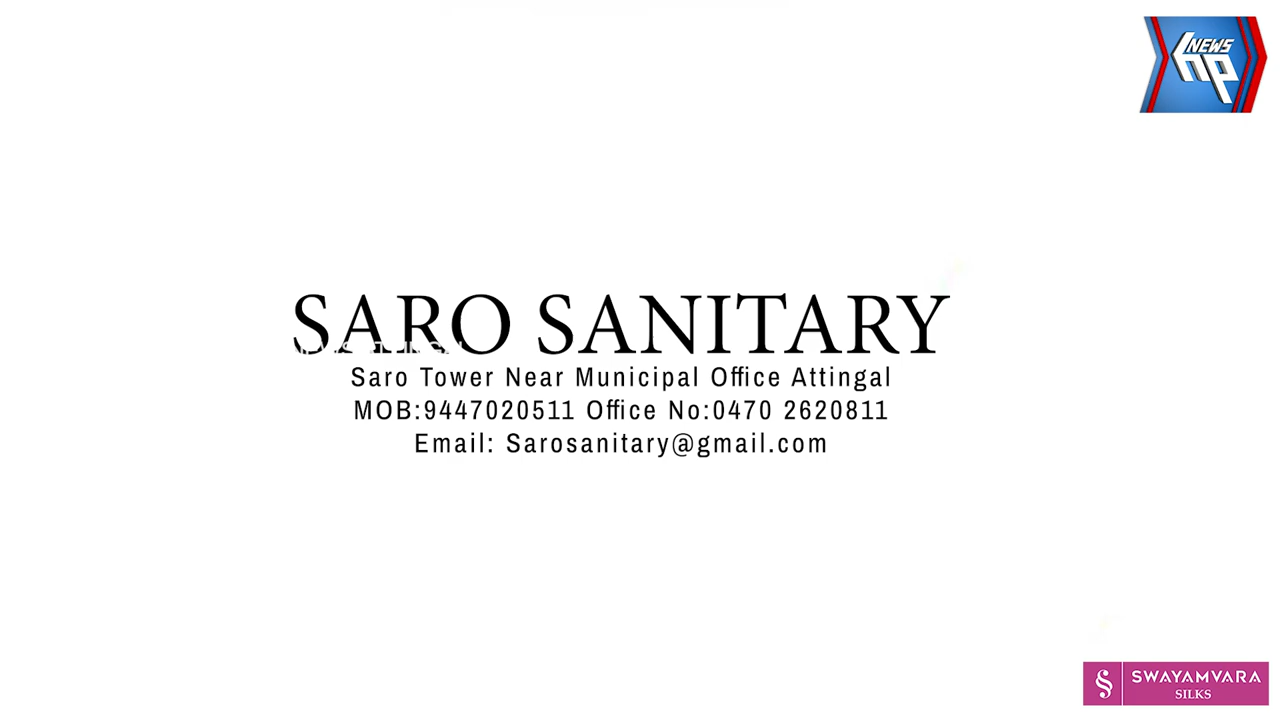 NEWS
SARO SANITARY
Saro Tower Near Municipal Office Attingal
MOB:9447020511 Office No:0470 2620811
Email: Sarosanitary@gmail.com
SWAYAMVARA
SILKS